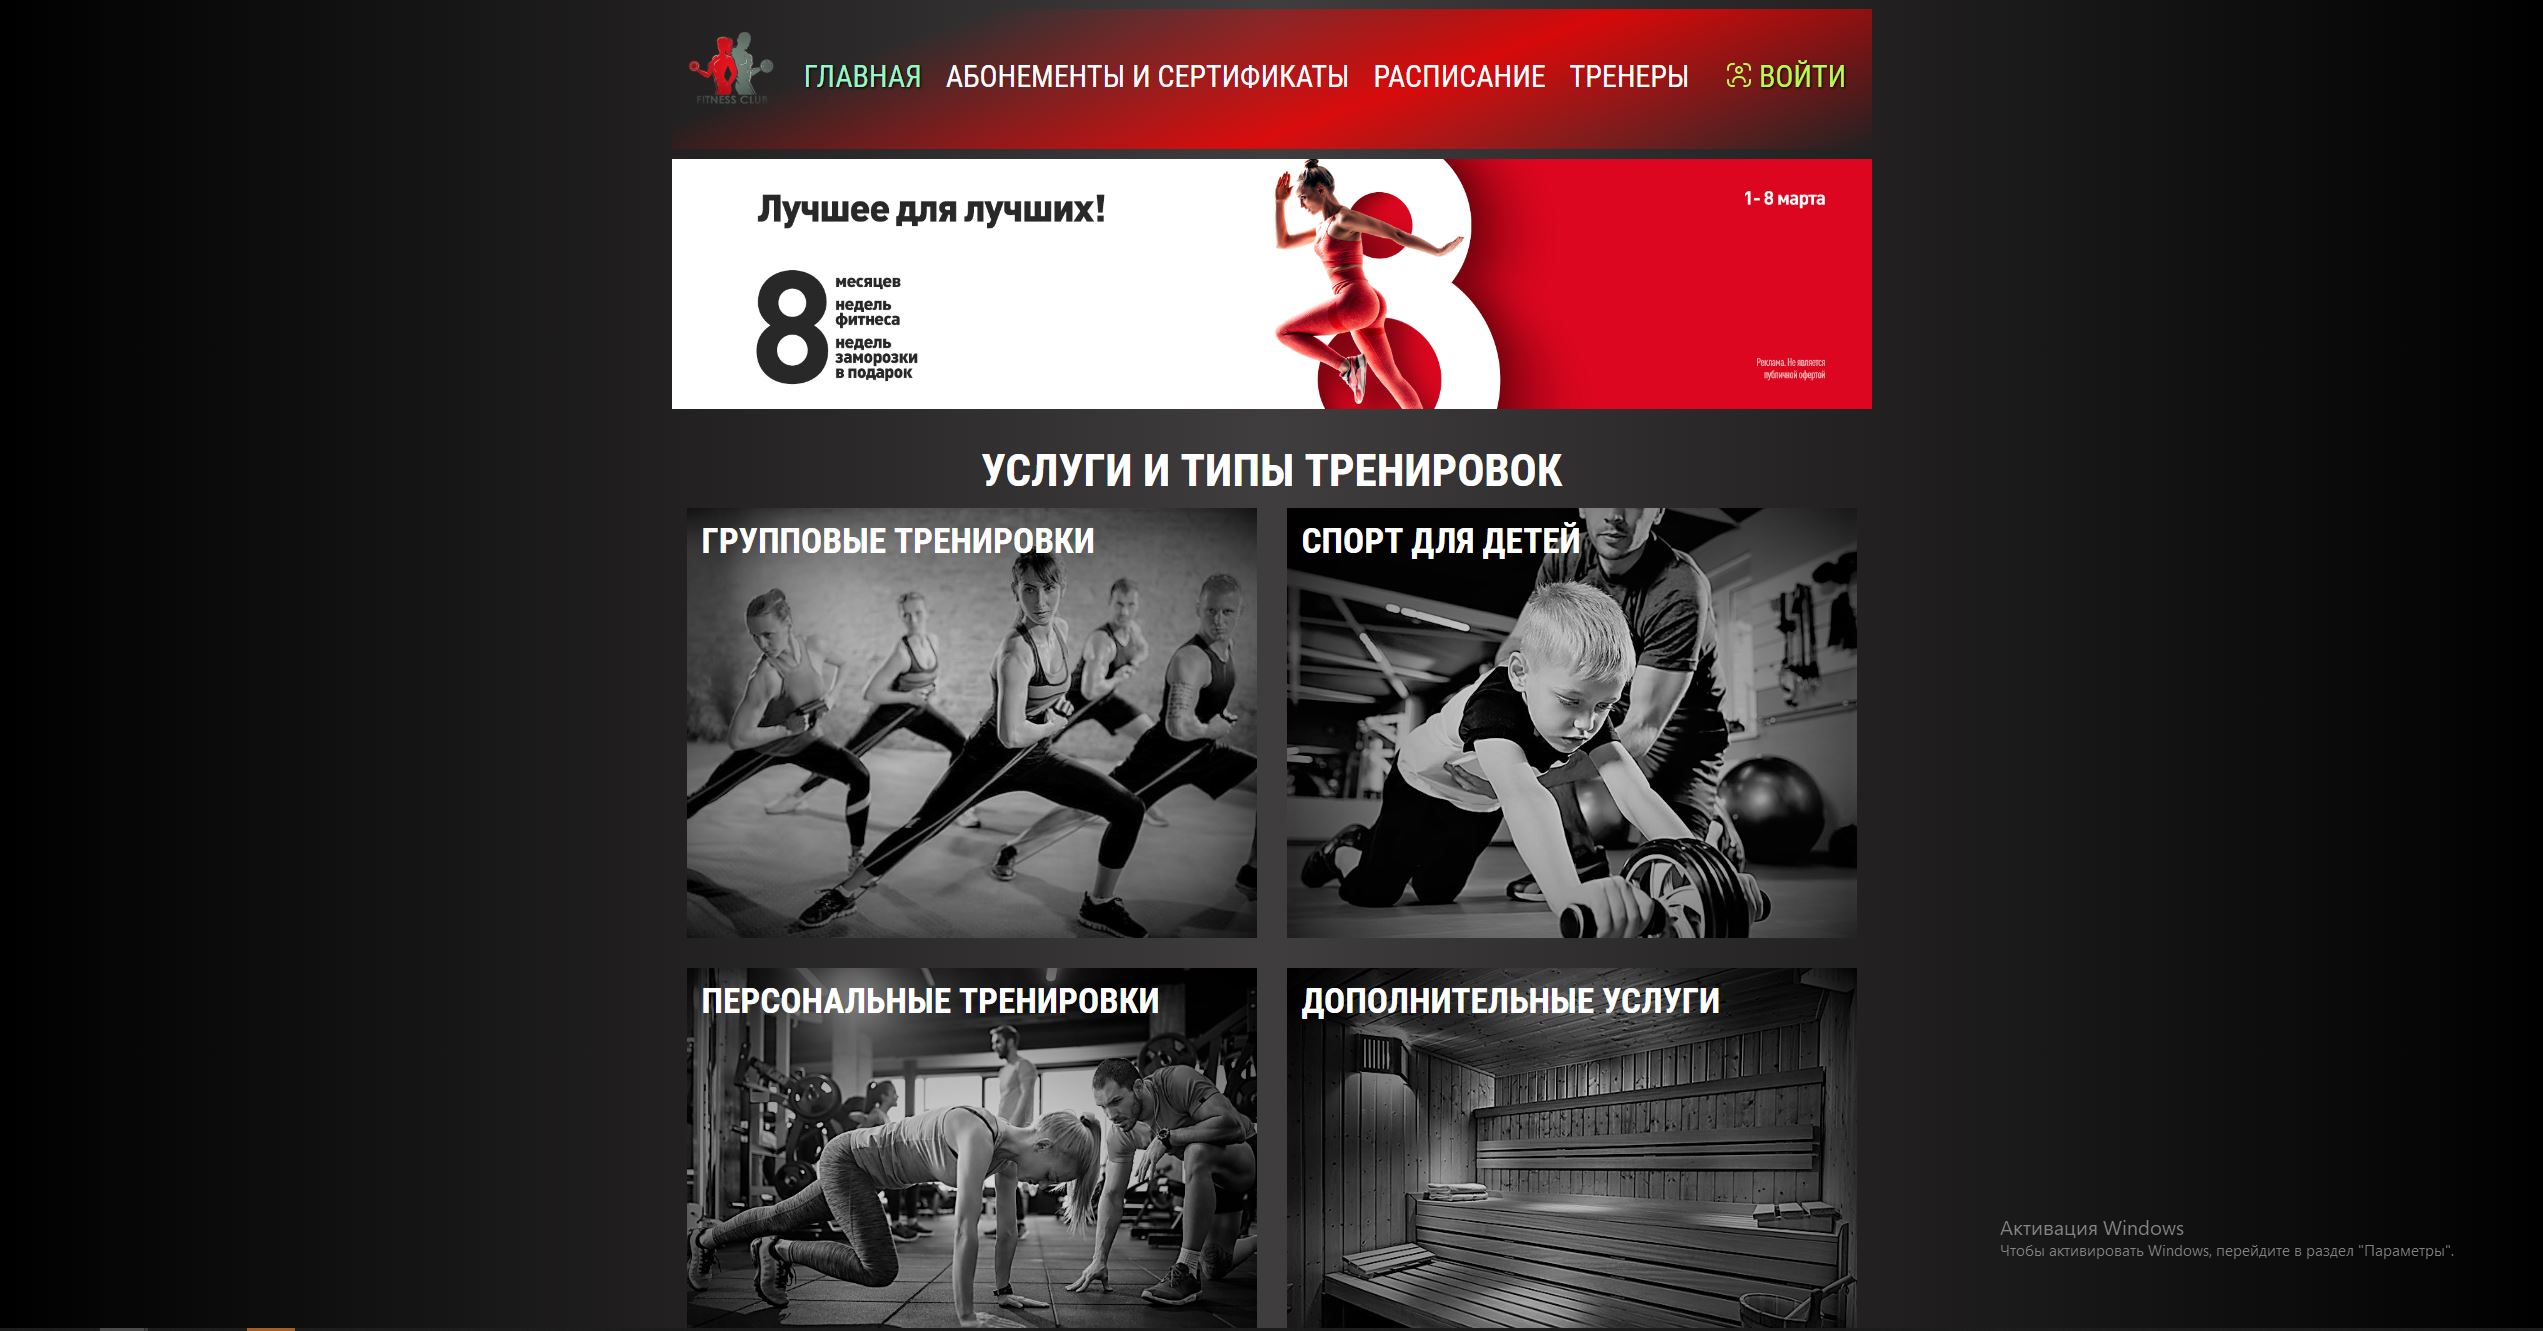 FITNESS CLUB
ГЛАВНАЯ АБОНЕМЕНТЫ И СЕРТИФИКАТЫ РАСПИСАНИЕ ТРЕНЕРЫ ВОЙТИ
Лучшее для лучших!
1- 8 марта
8
месяцев
недель
фитнеса
недель
заморозки
в подарок
Реклама. Не является
публичной офертой
УСЛУГИ И ТИПЫ ТРЕНИРОВОК
ГРУППОВЫЕ ТРЕНИРОВКИ
СПОРТ ДЛЯ ДЕТЕЙ
ПЕРСОНАЛЬНЫЕ ТРЕНИРОВКИ
ДОПОЛНИТЕЛЬНЫЕ УСЛУГИ
Активация Windows
Чтобы активировать Windows, перейдите в раздел "Параметры".